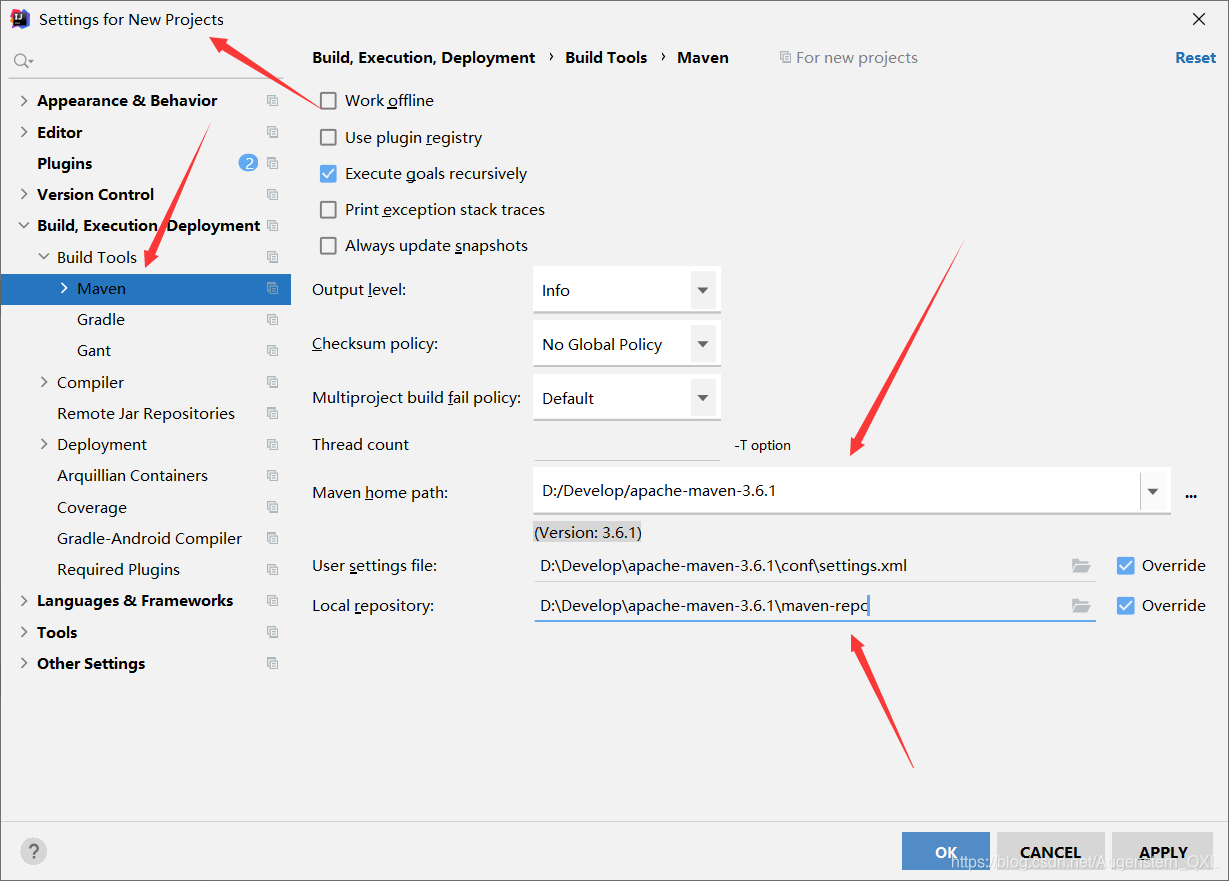 Settings for New Projects
Build, Execution, Deployment › Build Tools › Maven
For new projects
Reset
Appearance & Behavior
Editor
Plugins 2
Version Control
Build, Execution, Deployment
Build Tools
Maven
Gradle
Gant
Compiler
Remote Jar Repositories
Deployment
Arquillian Containers
Coverage
Gradle-Android Compiler
Required Plugins
Languages & Frameworks
Tools
Other Settings
Work offline
Use plugin registry
Execute goals recursively
Print exception stack traces
Always update snapshots
Output level: Info
Checksum policy: No Global Policy
Multiproject build fail policy: Default
Thread count -T option
Maven home path: D:/Develop/apache-maven-3.6.1 ...
(Version: 3.6.1)
User settings file: D:\Develop\apache-maven-3.6.1\conf\settings.xml Override
Local repository: D:\Develop\apache-maven-3.6.1\maven-repo Override
?
OK CANCEL APPLY
https://blog.csdn.net/Augenstern_QXL